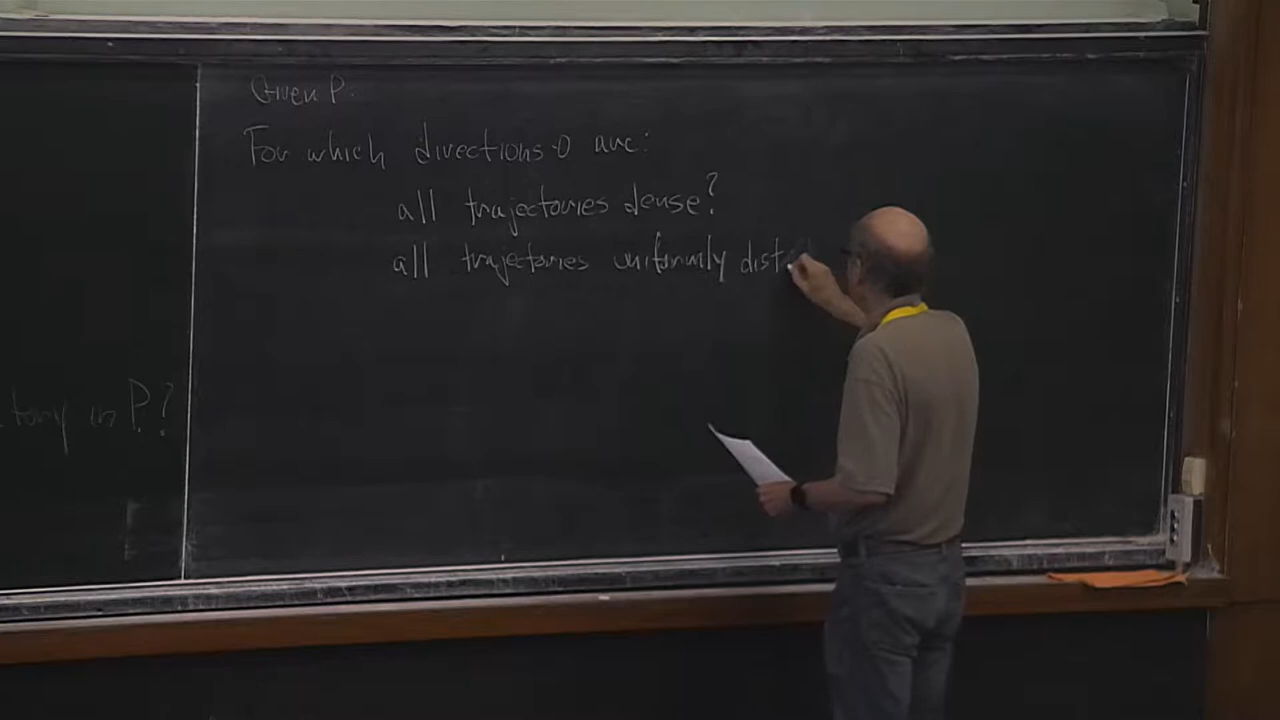 Given P:
For which directions θ are:
all trajectories dense?
all trajectories uniformly dist
tory in P?